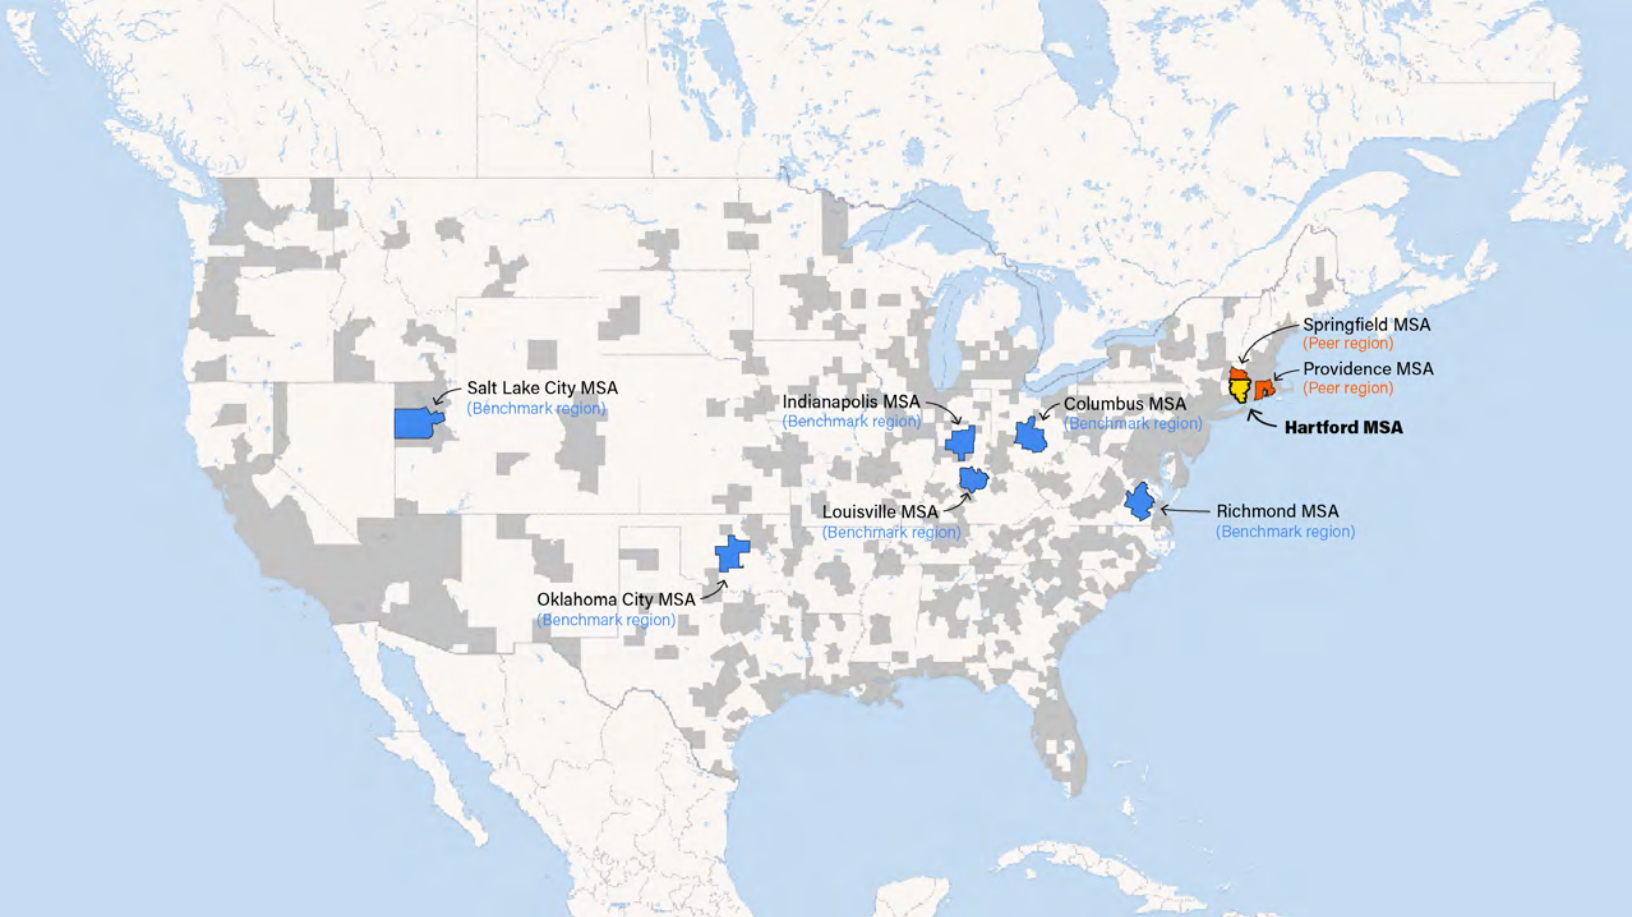 Springfield MSA
(Peer region)
Providence MSA
(Peer region)
Salt Lake City MSA
(Benchmark region)
Indianapolis MSA
(Benchmark region)
Columbus MSA
(Benchmark region)
Hartford MSA
Louisville MSA
(Benchmark region)
Richmond MSA
(Benchmark region)
Oklahoma City MSA
(Benchmark region)